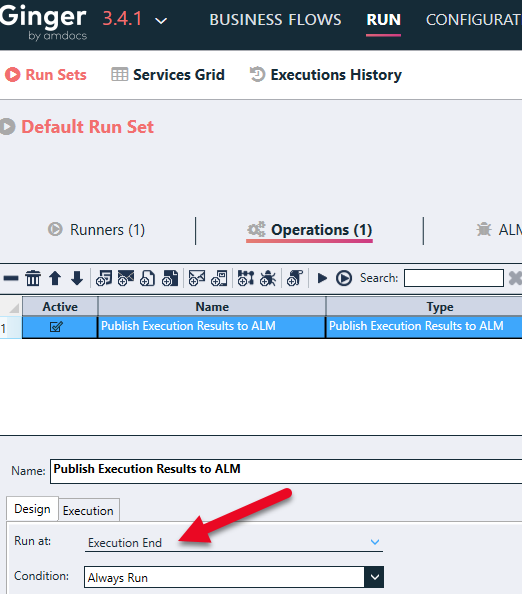 Ginger 3.4.1 BUSINESS FLOWS RUN CONFIGURAT
by amdocs
Run Sets Services Grid Executions History
Default Run Set
Runners (1) Operations (1) ALM
Search:
Active Name Type
1 Publish Execution Results to ALM Publish Execution Results to ALM
Name: Publish Execution Results to ALM
Design Execution
Run at: Execution End
Condition: Always Run